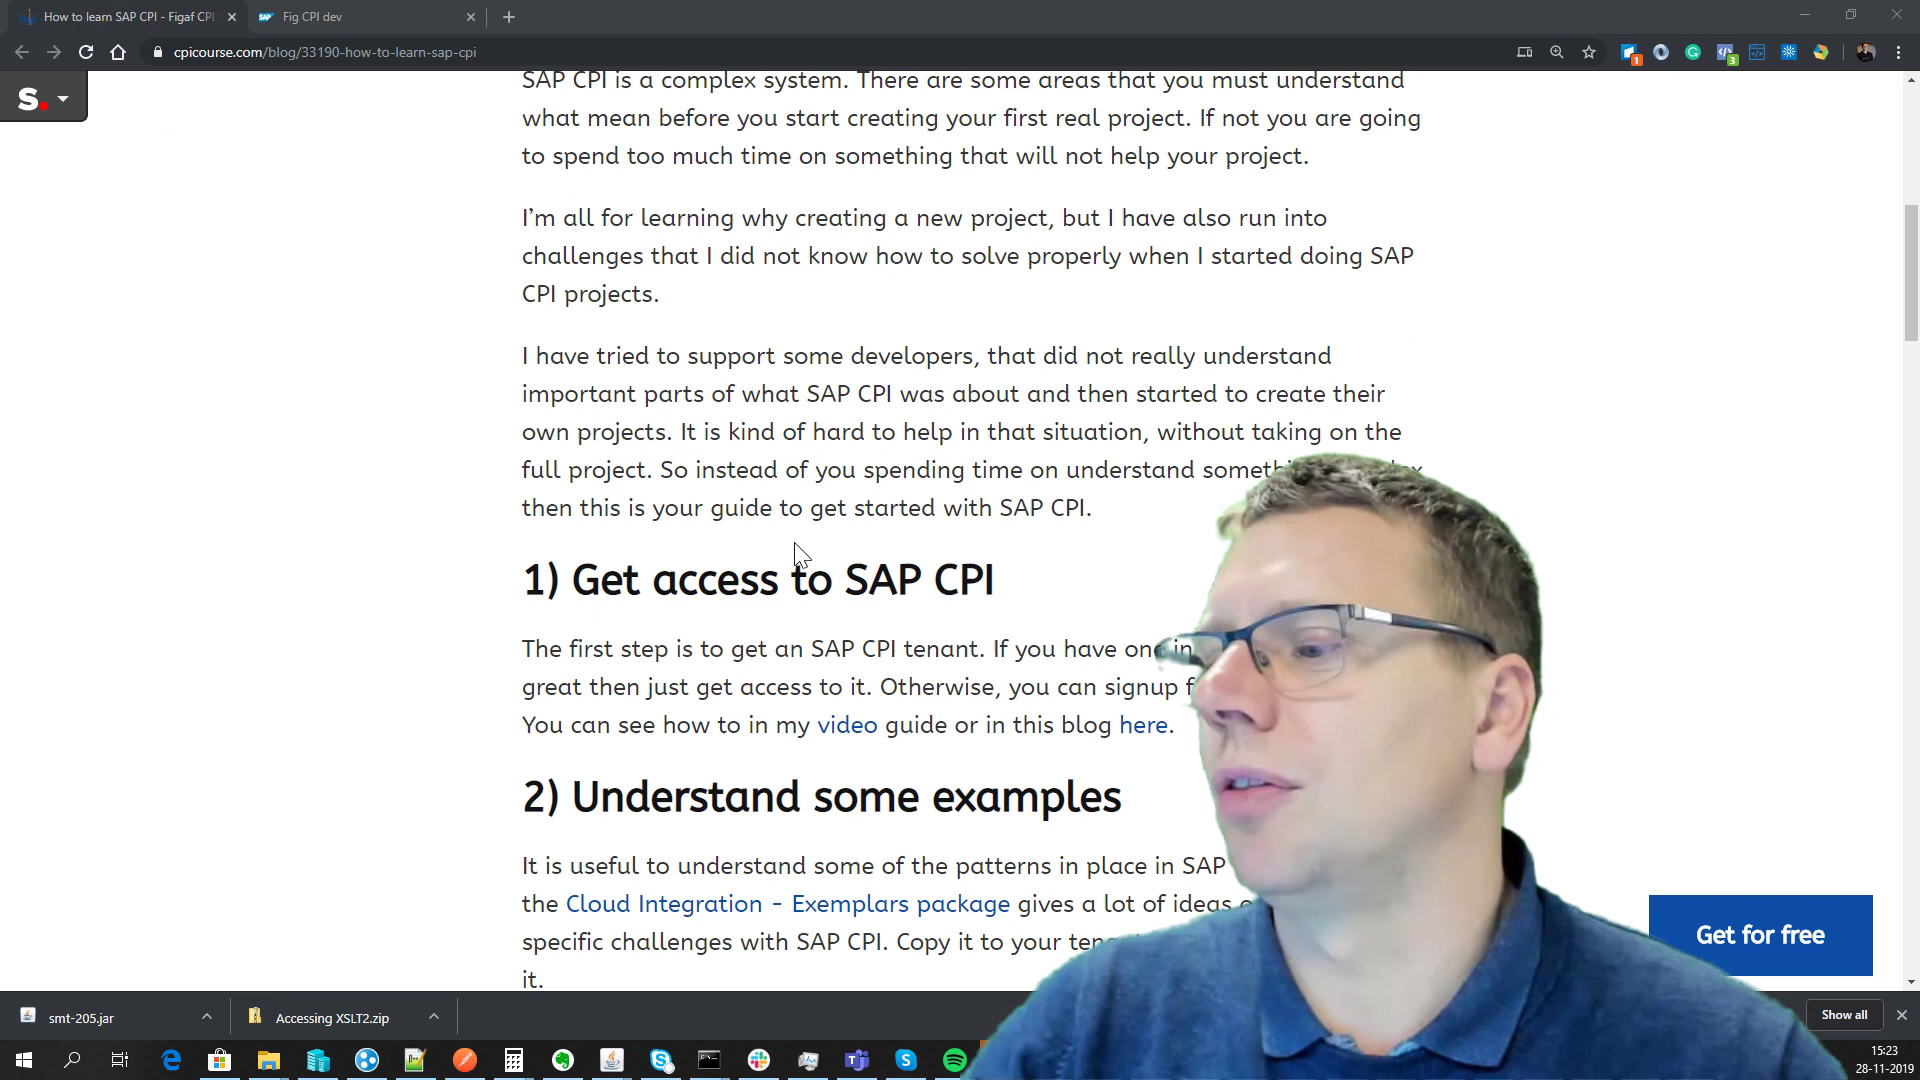 How to learn SAP CPI - Figaf CPI
Fig CPI dev
cpicourse.com/blog/33190-how-to-learn-sap-cpi
1
3
S.
SAP CPI is a complex system. There are some areas that you must understand
what mean before you start creating your first real project. If not you are going
to spend too much time on something that will not help your project.
I'm all for learning why creating a new project, but I have also run into
challenges that I did not know how to solve properly when I started doing SAP
CPI projects.
I have tried to support some developers, that did not really understand
important parts of what SAP CPI was about and then started to create their
own projects. It is kind of hard to help in that situation, without taking on the
full project. So instead of you spending time on understand
then this is your guide to get started with SAP CPI.
1) Get access to SAP CPI
The first step is to get an SAP CPI tenant. If you have one in
great then just get access to it. Otherwise, you can signup
You can see how to in my video guide or in this blog here.
2) Understand some examples
It is useful to understand some of the patterns in place in SAP
the Cloud Integration - Exemplars package gives a lot of ideas
specific challenges with SAP CPI. Copy it to your
it.
Get for free
smt-205.jar
Accessing XSLT2.zip
Show all
15:23
28-11-2019